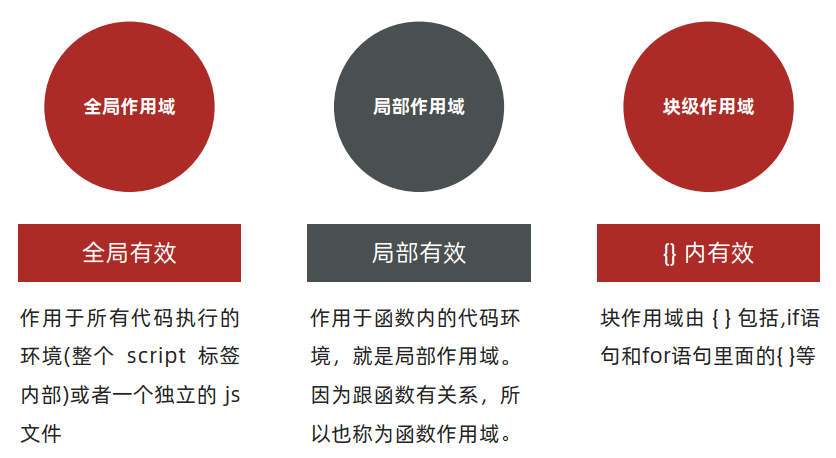 全局作用域
全局有效
作用于所有代码执行的
环境(整个 script 标签
内部)或者一个独立的 js
文件
局部作用域
局部有效
作用于函数内的代码环
境，就是局部作用域。
因为跟函数有关系，所
以也称为函数作用域。
块级作用域
{} 内有效
块作用域由 { } 包括,if语
句和for语句里面的{ }等